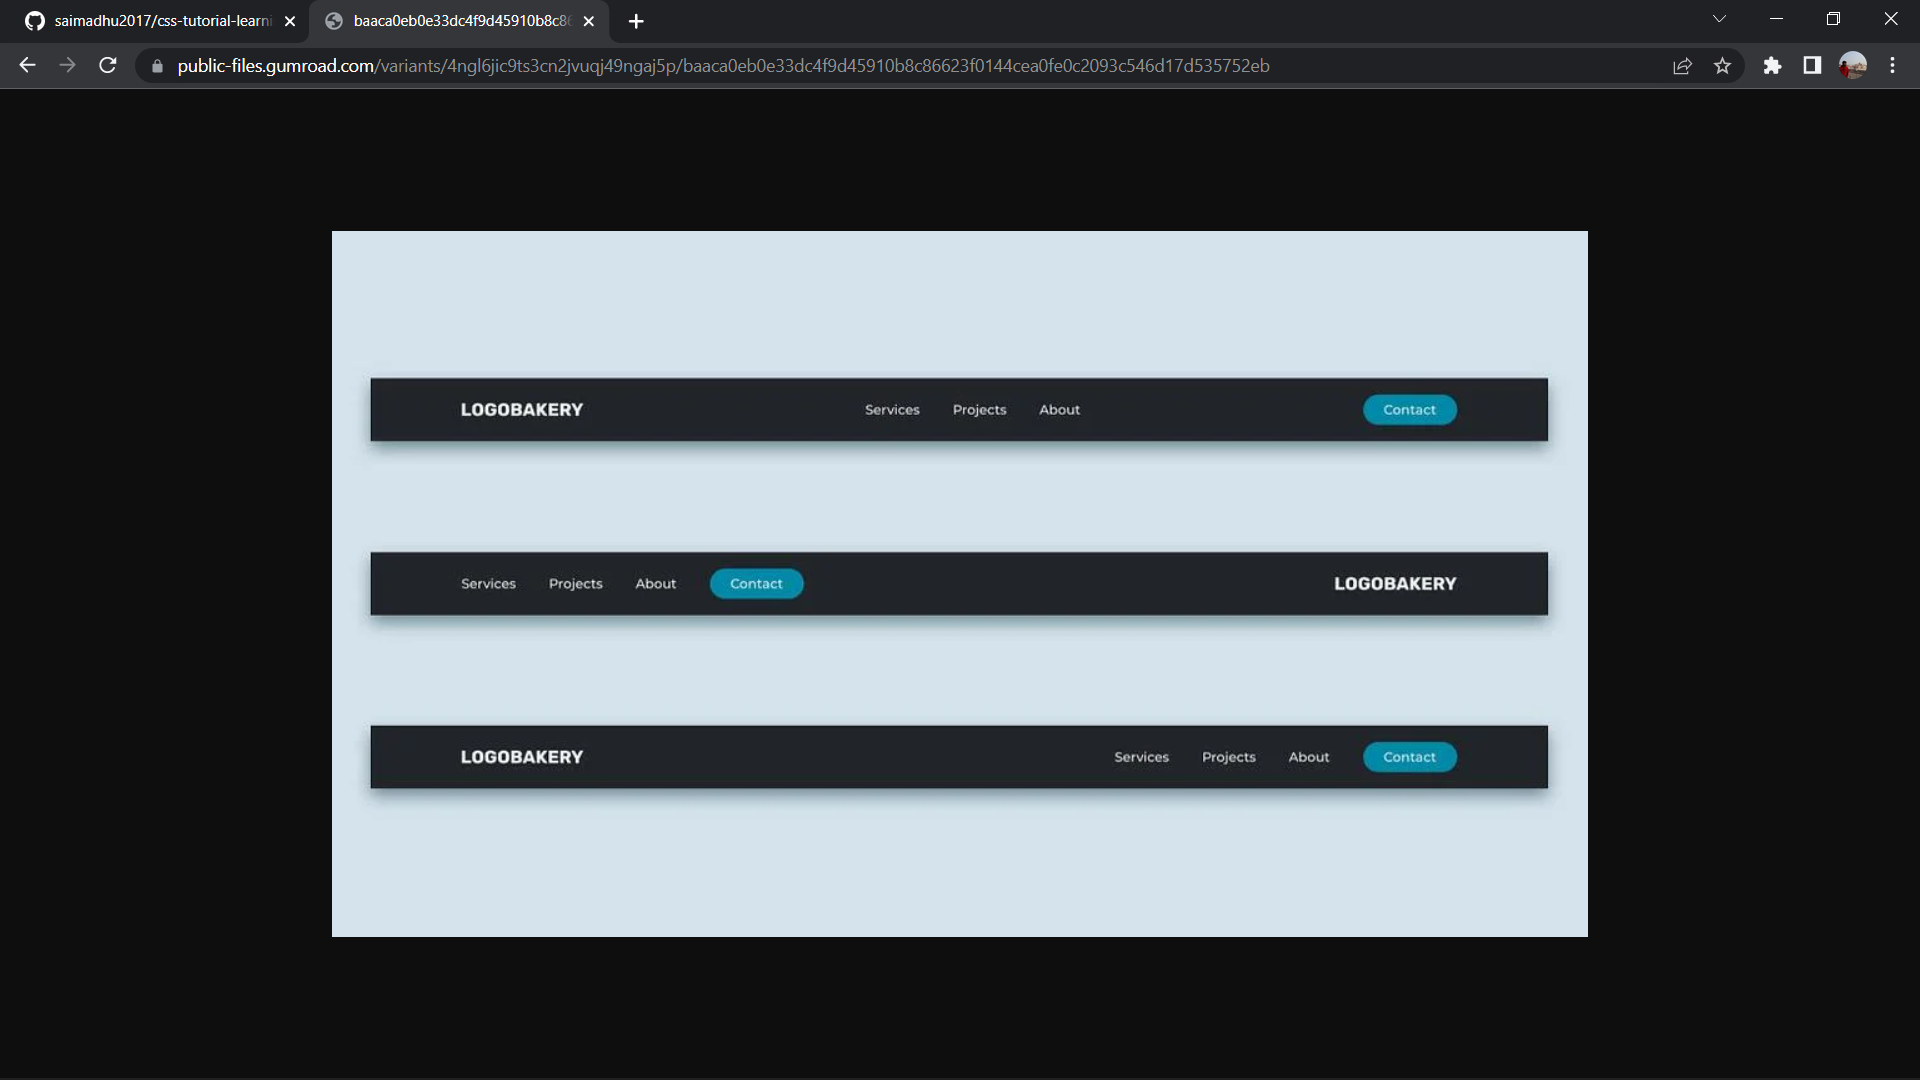 saimadhu2017/css-tutorial-learni
baaca0eb0e33dc4f9d45910b8c86
public-files.gumroad.com/variants/4ngl6jic9ts3cn2jvuqj49ngaj5p/baaca0eb0e33dc4f9d45910b8c86623f0144cea0fe0c2093c546d17d535752eb
LOGOBAKERY Services Projects About Contact
Services Projects About Contact LOGOBAKERY
LOGOBAKERY Services Projects About Contact